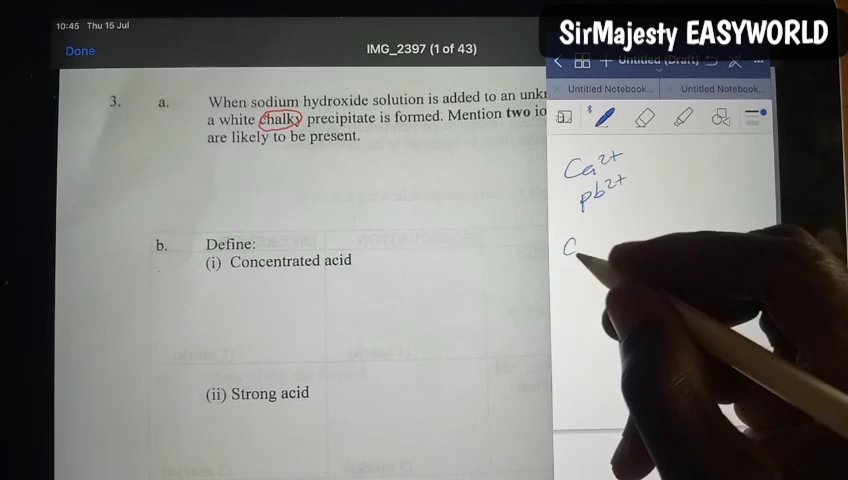 10:45 Thu 15 Jul
SirMajesty EASYWORLD
Done
IMG_2397 (1 of 43)
Untitled (Draft)
Untitled Notebook...
Untitled Notebook...
3. a. When sodium hydroxide solution is added to an
a white chalky precipitate is formed. Mention two
are likely to be present.
b. Define:
(i) Concentrated acid
(ii) Strong acid
Ca2+
pb2+
C